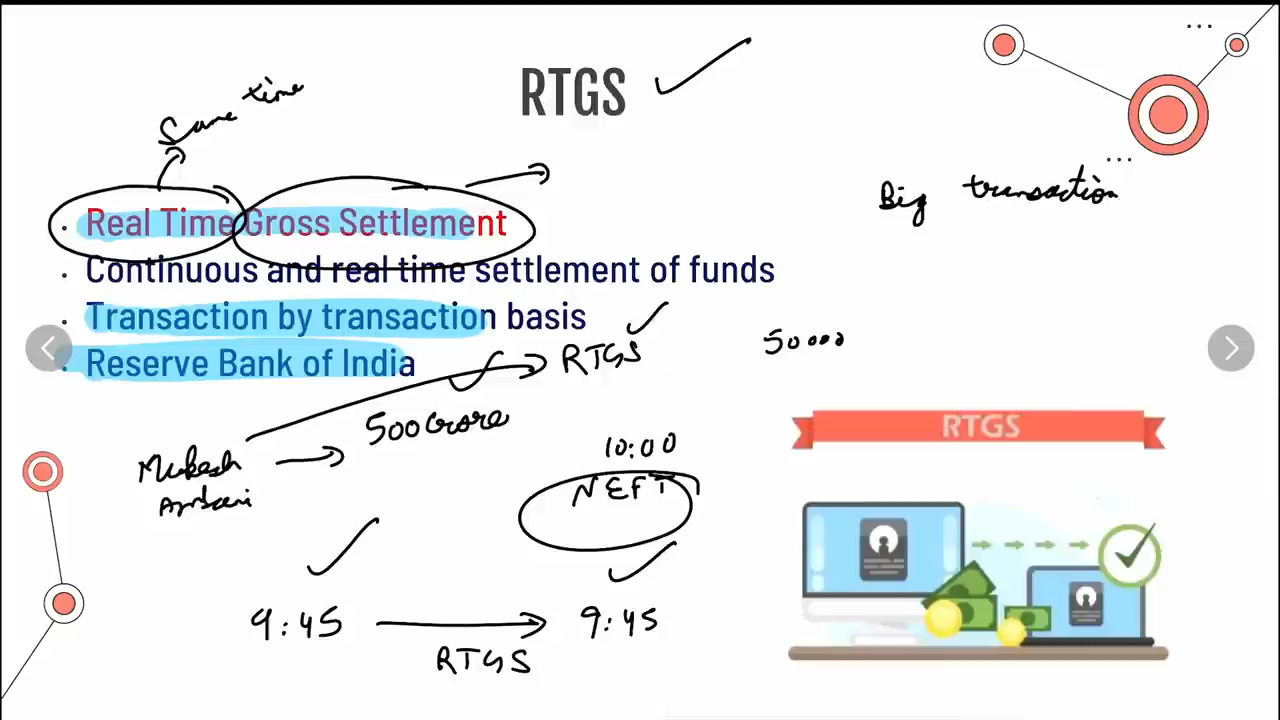 RTGS
Same time
Big transaction
Real Time Gross Settlement
Continuous and real time settlement of funds
Transaction by transaction basis
Reserve Bank of India
RTGS
50000
RTGS
500 Crore
Mukesh
Ambani
10:00
NEFT
9:45
9:45
RTGS